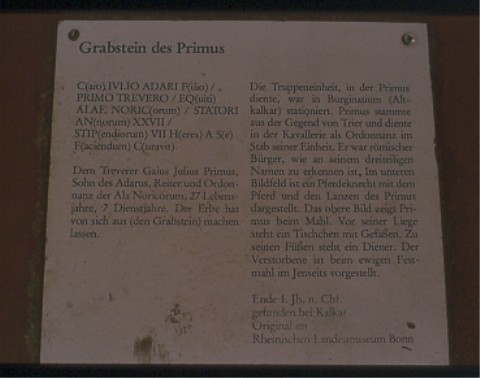 Grabstein des Primus
C(aio) IVLIO ADARI F(ilio) /
PRIMO TREVERO / EQ(uiti)
ALAE NORIC(orum) / STATORI
AN(norum) XXVII /
STIP(endiorum) VII H(eres) A S(e)
F(aciendum) C(uravit)
Dem Treverer Gaius Julius Primus,
Sohn des Adarus, Reiter und Ordon-
nanz der Ala Noricorum, 27 Lebens-
jahre, 7 Dienstjahre. Der Erbe hat
von sich aus (den Grabstein) machen
lassen.
Die Truppeneinheit, in der Primus
diente, war in Burginatium (Alt-
kalkar) stationiert. Primus stammte
aus der Gegend von Trier und diente
in der Kavallerie als Ordonnanz im
Stab seiner Einheit. Er war römischer
Bürger, wie an seinem dreiteiligen
Namen zu erkennen ist. Im unteren
Bildfeld ist ein Pferdeknecht mit dem
Pferd und den Lanzen des Primus
dargestellt. Das obere Bild zeigt Pri-
mus beim Mahl. Vor seiner Liege
steht ein Tischchen mit Gefäßen. Zu
seinen Füßen steht ein Diener. Der
Verstorbene ist beim ewigen Fest-
mahl im Jenseits vorgestellt.
Ende 1. Jh. n. Chr.
gefunden bei Kalkar
Original im
Rheinischen Landesmuseum Bonn